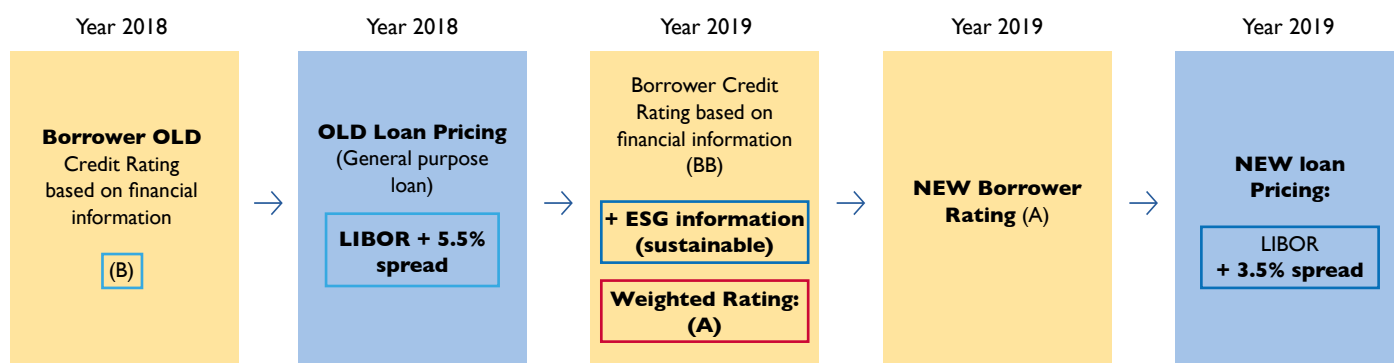 Year 2018
Borrower OLD
Credit Rating
based on financial
information
(B)
Year 2018
OLD Loan Pricing
(General purpose
loan)
LIBOR + 5.5%
spread
Year 2019
Borrower Credit
Rating based on
financial information
(BB)
+ ESG information
(sustainable)
Weighted Rating:
(A)
Year 2019
NEW Borrower
Rating (A)
Year 2019
NEW loan
Pricing:
LIBOR
+ 3.5% spread